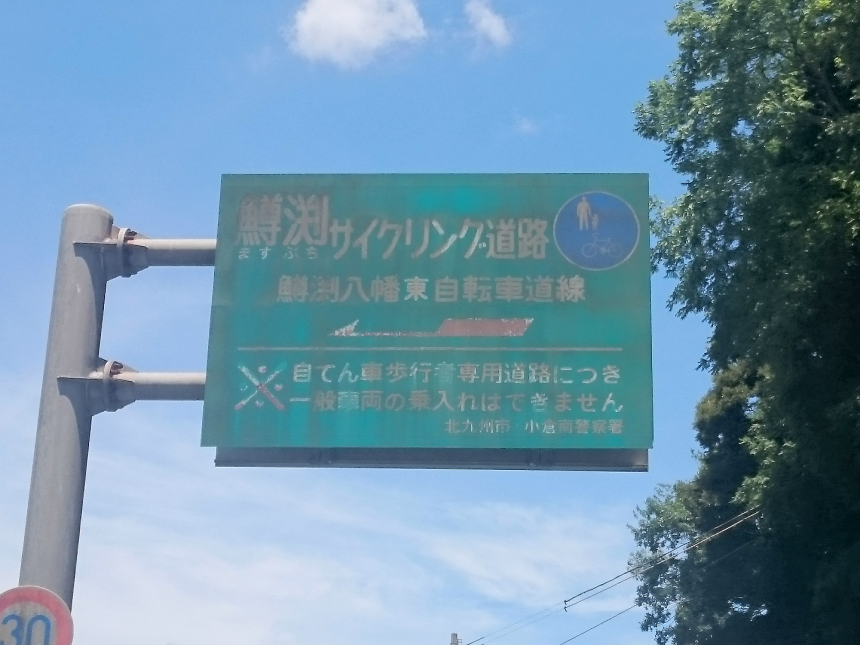 鱒渕サイクリング道路
ますぶち
鱒渕八幡東自転車道線
※自てん車歩行者専用道路につき
一般車両の乗入れはできません
北九州市 小倉南警察署
30